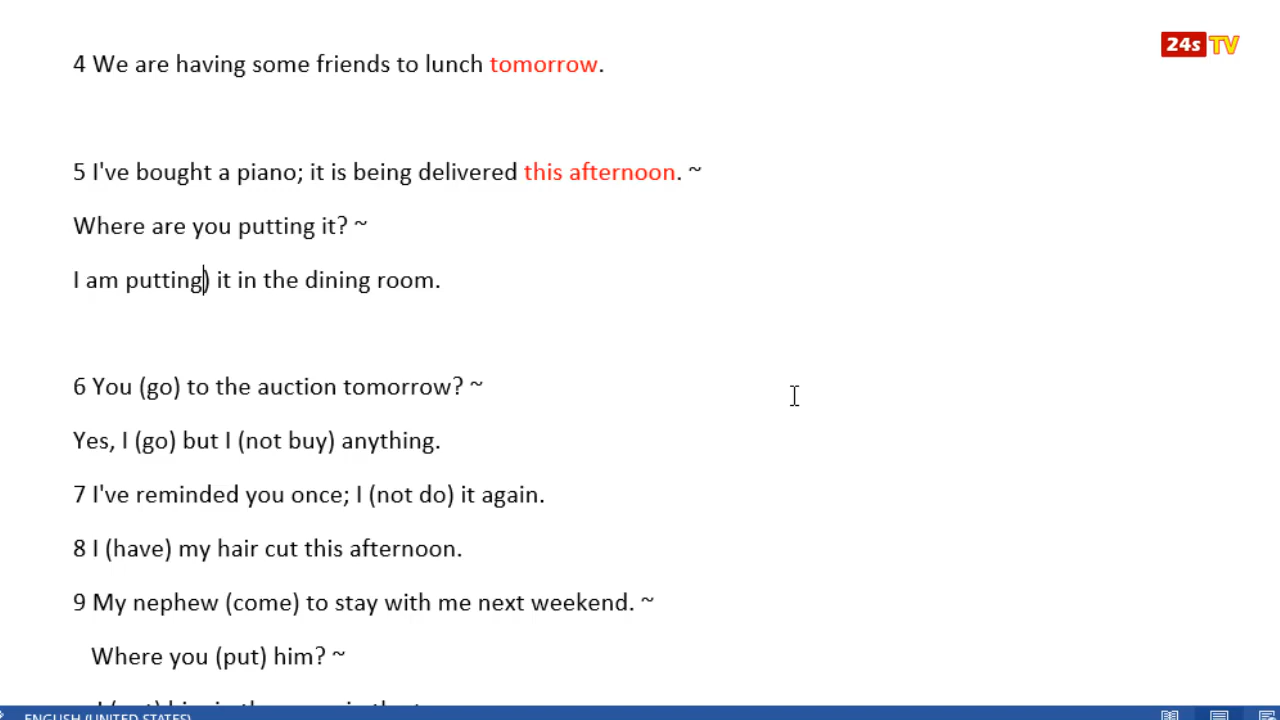 24s TV
4 We are having some friends to lunch tomorrow.
5 I've bought a piano; it is being delivered this afternoon. ~
Where are you putting it? ~
I am putting) it in the dining room.
6 You (go) to the auction tomorrow? ~
Yes, I (go) but I (not buy) anything.
7 I've reminded you once; I (not do) it again.
8 I (have) my hair cut this afternoon.
9 My nephew (come) to stay with me next weekend. ~
Where you (put) him? ~
ENGLISH (UNITED STATES)